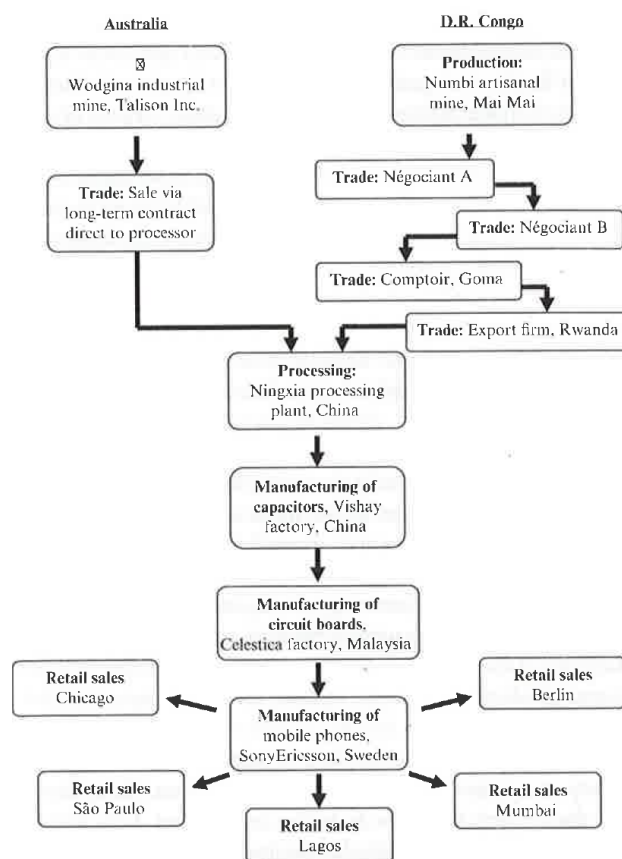 Australia
D.R. Congo
Wodgina industrial
mine, Talison Inc.
Production:
Numbi artisanal
mine, Mai Mai
Trade: Sale via
long-term contract
direct to processor
Trade: Négociant A
Trade: Négociant B
Trade: Comptoir, Goma
Trade: Export firm, Rwanda
Processing:
Ningxia processing
plant, China
Manufacturing of
capacitors, Vishay
factory, China
Manufacturing of
circuit boards,
Celestica factory, Malaysia
Retail sales
Chicago
Retail sales
Berlin
Manufacturing of
mobile phones,
SonyEricsson, Sweden
Retail sales
São Paulo
Retail sales
Mumbai
Retail sales
Lagos